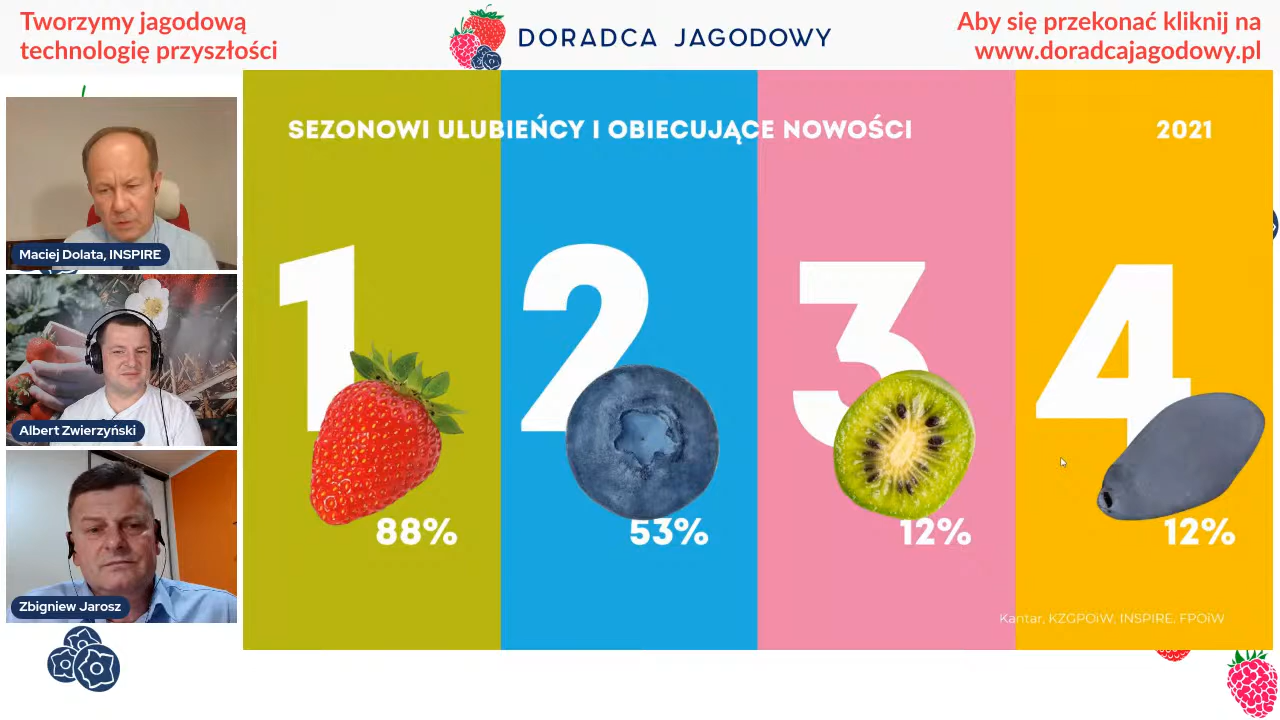 Tworzymy jagodową
technologię przyszłości
DORADCA JAGODOWY
Aby się przekonać kliknij na
www.doradcajagodowy.pl
SEZONOWI ULUBIEŃCY I OBIECUJĄCE NOWOŚCI
2021
Maciej Dolata, INSPIRE
Albert Zwierzyński
Zbigniew Jarosz
1
2
3
4
88%
53%
12%
12%
Kantar, KZGPOiW, INSPIRE, FPOiW